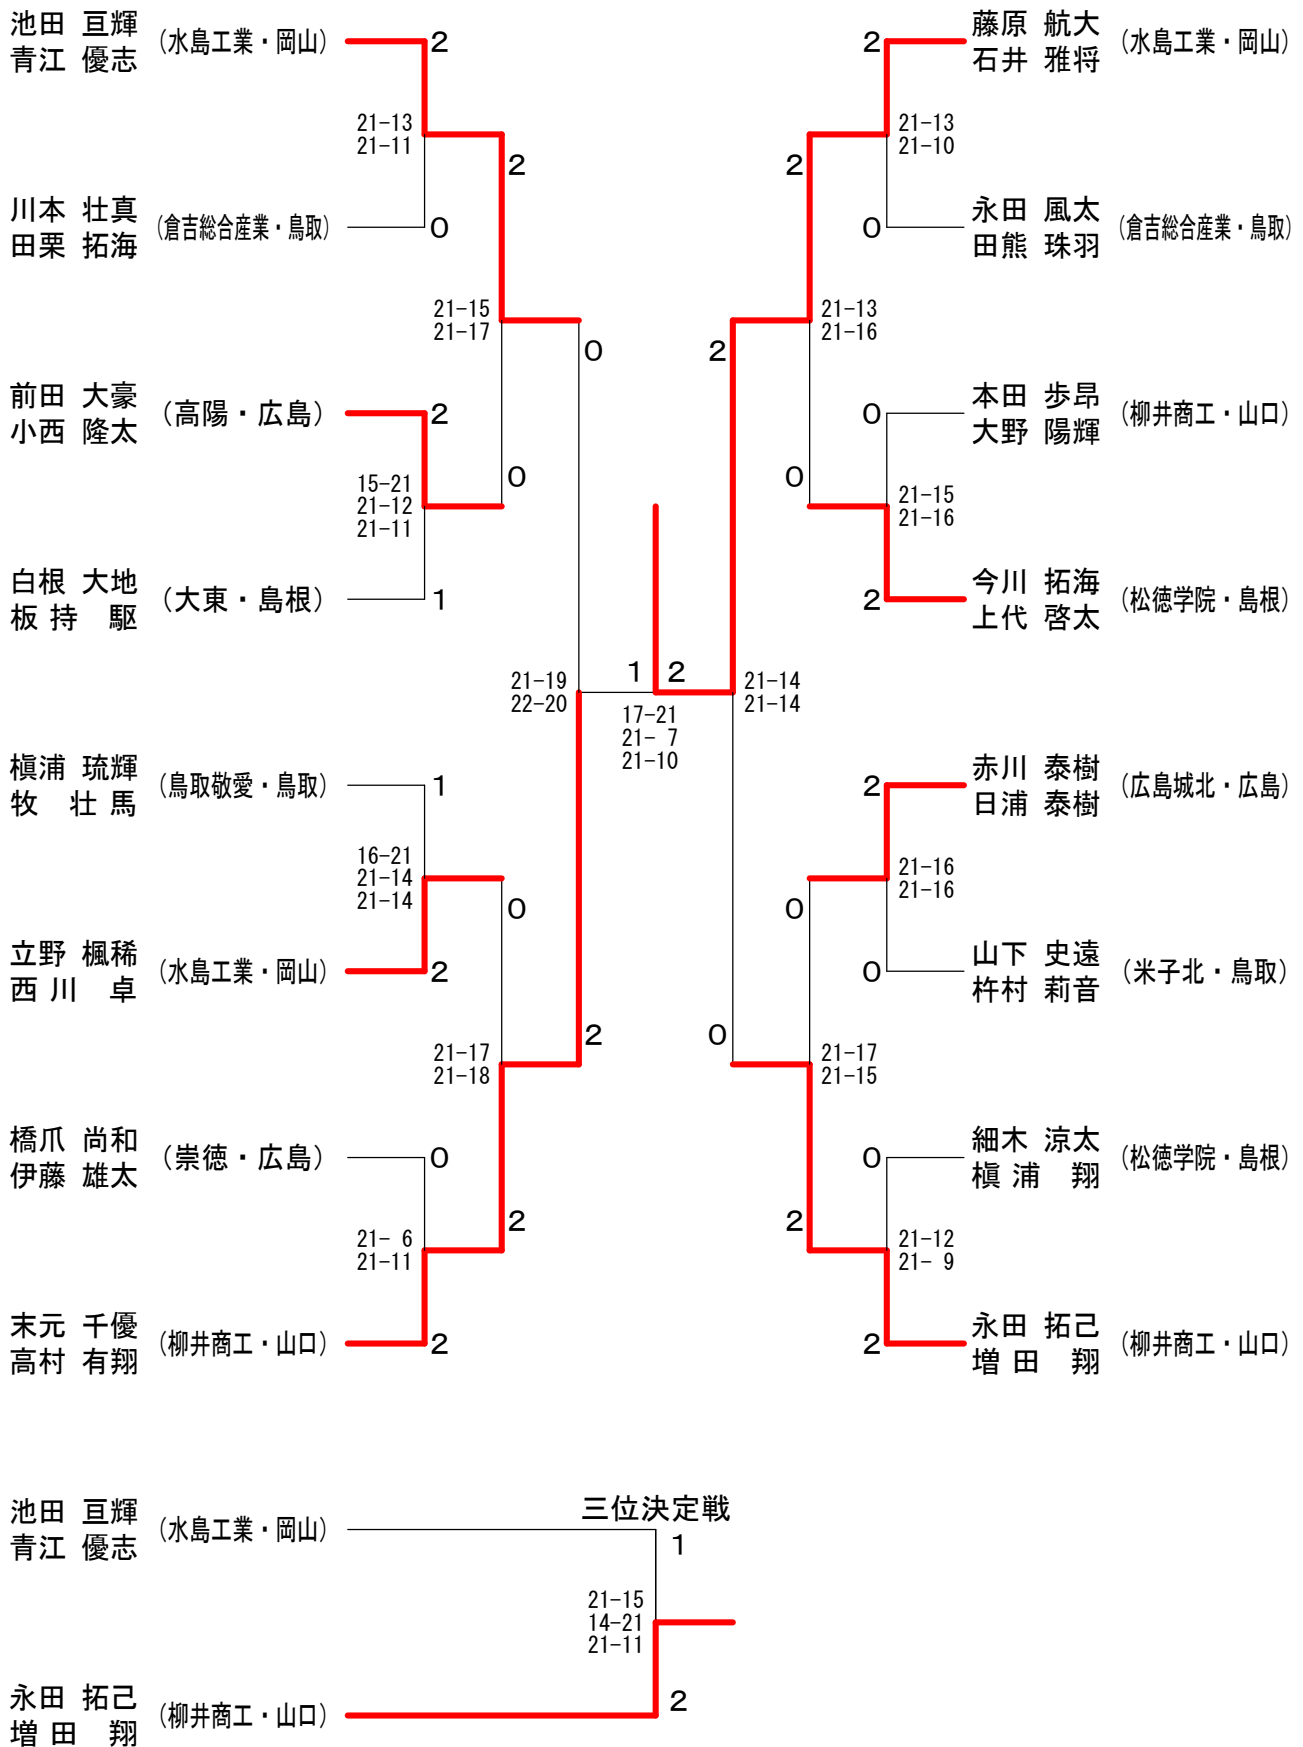 池田 亘輝
青江 優志
(水島工業・岡山)
2
21-13
21-11
川本 壮真
田栗 拓海
(倉吉総合産業・鳥取)
0
2
21-15
21-17
前田 大豪
小西 隆太
(高陽・広島)
2
15-21
21-12
21-11
0
白根 大地
板持 駆
(大東・島根)
1
0
21-19
22-20
槇浦 琉輝
牧 壮馬
(鳥取敬愛・鳥取)
1
16-21
21-14
21-14
0
立野 楓稀
西川 卓
(水島工業・岡山)
2
2
21-17
21-18
橋爪 尚和
伊藤 雄太
(崇徳・広島)
0
21- 6
21-11
2
末元 千優
高村 有翔
(柳井商工・山口)
2
1
2
17-21
21- 7
21-10
藤原 航大
石井 雅将
(水島工業・岡山)
2
21-13
21-10
永田 風太
田熊 珠羽
(倉吉総合産業・鳥取)
0
2
21-13
21-16
2
本田 歩昂
大野 陽輝
(柳井商工・山口)
0
21-15
21-16
0
今川 拓海
上代 啓太
(松徳学院・島根)
2
21-14
21-14
赤川 泰樹
日浦 泰樹
(広島城北・広島)
2
21-16
21-16
0
山下 史遠
杵村 莉音
(米子北・鳥取)
0
0
21-17
21-15
細木 涼太
槇浦 翔
(松徳学院・島根)
0
21-12
21- 9
2
永田 拓己
増田 翔
(柳井商工・山口)
2
三位決定戦
池田 亘輝
青江 優志
(水島工業・岡山)
1
21-15
14-21
21-11
永田 拓己
増田 翔
(柳井商工・山口)
2